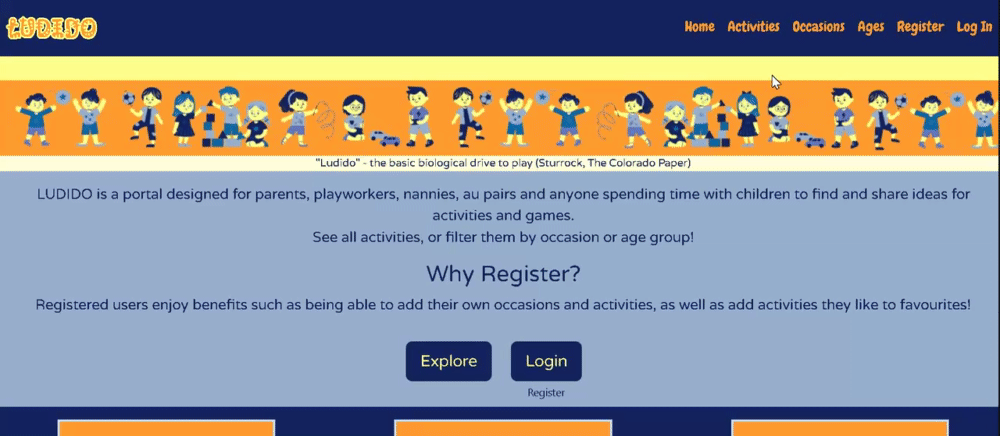 LUDIDO
Home Activities Occasions Ages Register Log In
"Ludido" - the basic biological drive to play (Sturrock, The Colorado Paper)
LUDIDO is a portal designed for parents, playworkers, nannies, au pairs and anyone spending time with children to find and share ideas for
activities and games.
See all activities, or filter them by occasion or age group!
Why Register?
Registered users enjoy benefits such as being able to add their own occasions and activities, as well as add activities they like to favourites!
Explore Login
Register